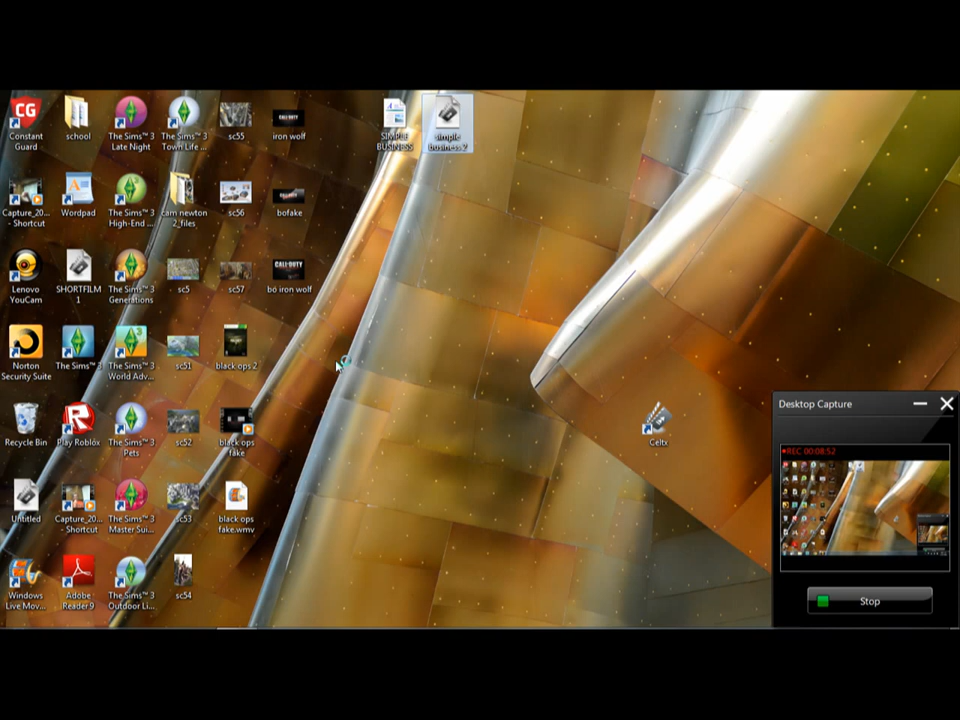 Constant
Guard
school
The Sims™ 3
Late Night
The Sims™ 3
Town Life ...
sc55
iron wolf
SIMPLE
BUSINESS
simple
business 2
Capture_20...
- Shortcut
Wordpad
The Sims™ 3
High-End ...
cam newton
2_files
sc56
bofake
Lenovo
YouCam
SHORTFILM
1
The Sims™ 3
Generations
sc5
sc57
CALL·DUTY
bo iron wolf
Norton
Security Suite
The Sims™ 3
The Sims™ 3
World Adv...
sc51
black ops 2
Recycle Bin
Play Roblox
The Sims™ 3
Pets
sc52
black ops
fake
Celtx
Untitled
Capture_20...
- Shortcut
The Sims™ 3
Master Sui...
sc53
black ops
fake.wmv
Windows
Live Mov...
Adobe
Reader 9
The Sims™ 3
Outdoor Li...
sc54
Desktop Capture
REC 00:08:52
Stop